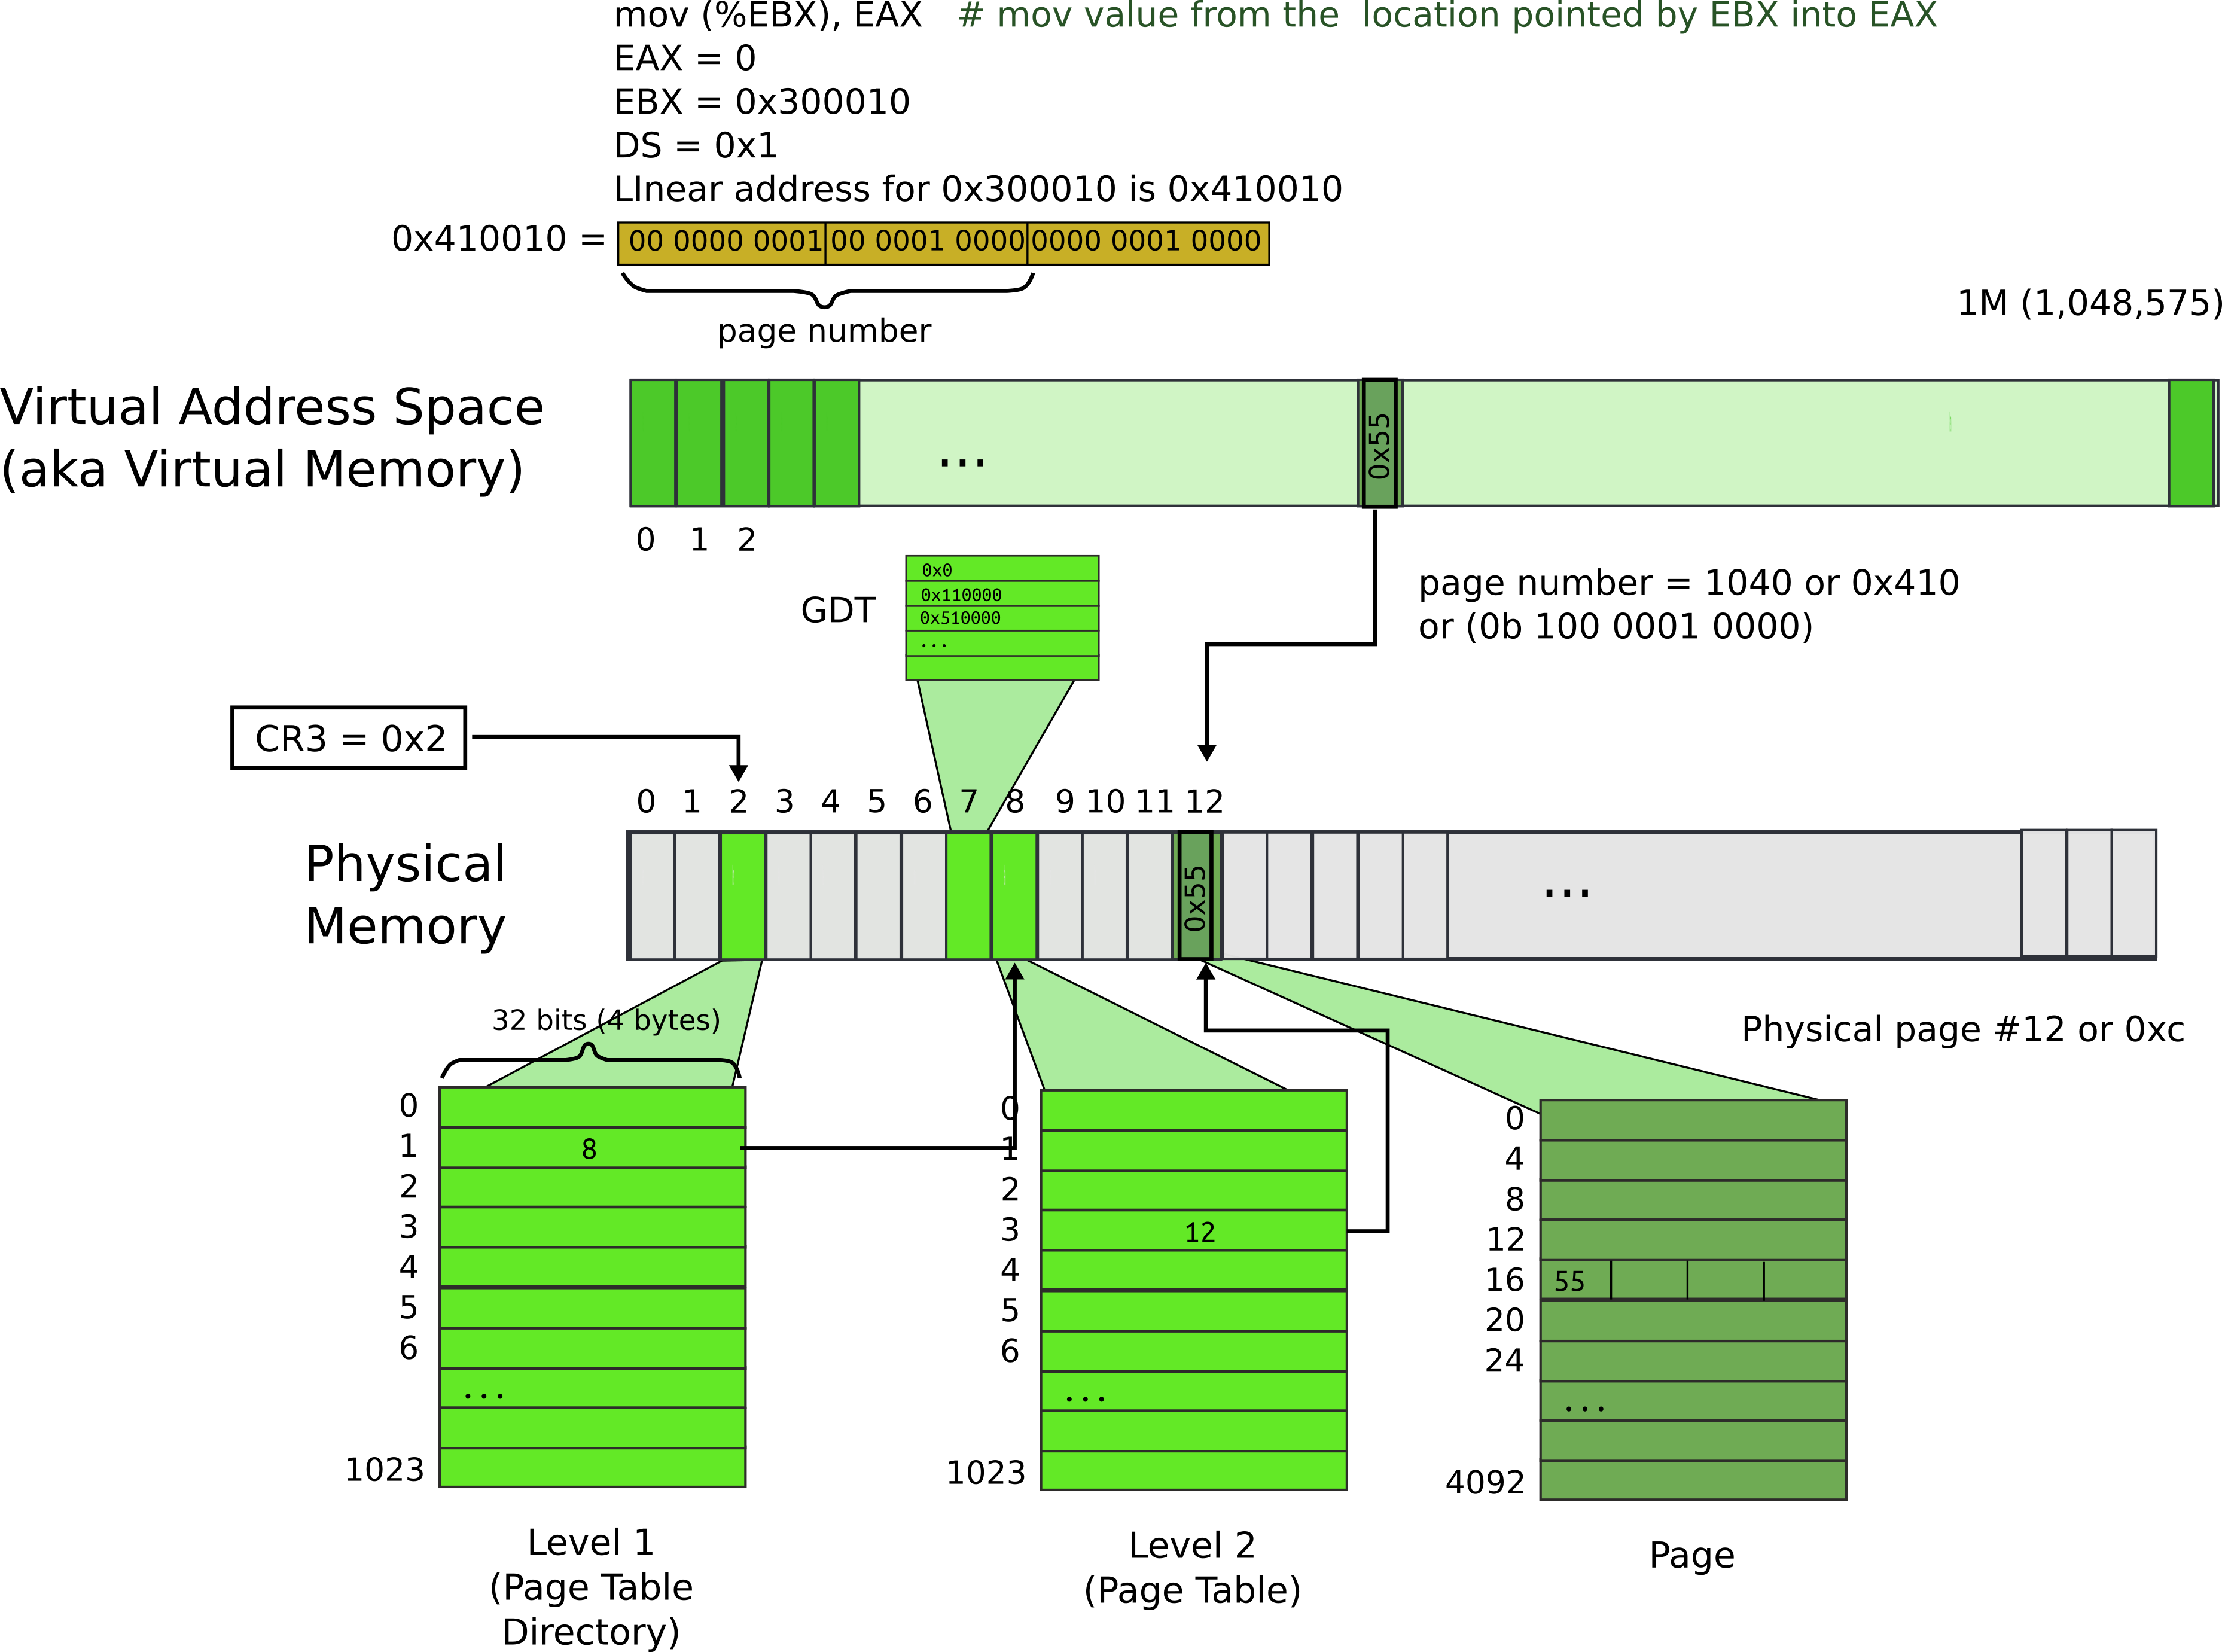 mov (%EBX), EAX # mov value from the location pointed by EBX into EAX
EAX = 0
EBX = 0x300010
DS = 0x1
LInear address for 0x300010 is 0x410010
0x410010 = 00 0000 0001 00 0001 0000 0000 0001 0000
page number
1M (1,048,575)
Virtual Address Space
(aka Virtual Memory)
...
0x55
0 1 2
GDT
0x0
0x110000
0x510000
...
page number = 1040 or 0x410
or (0b 100 0001 0000)
CR3 = 0x2
0 1 2 3 4 5 6 7 8 9 10 11 12
Physical
Memory
0x55
...
32 bits (4 bytes)
Physical page #12 or 0xc
0
1 8
2
3
4
5
6
...
1023
Level 1
(Page Table
Directory)
0
1
2
3 12
4
5
6
...
1023
Level 2
(Page Table)
0
4
8
12
16 55
20
24
...
4092
Page